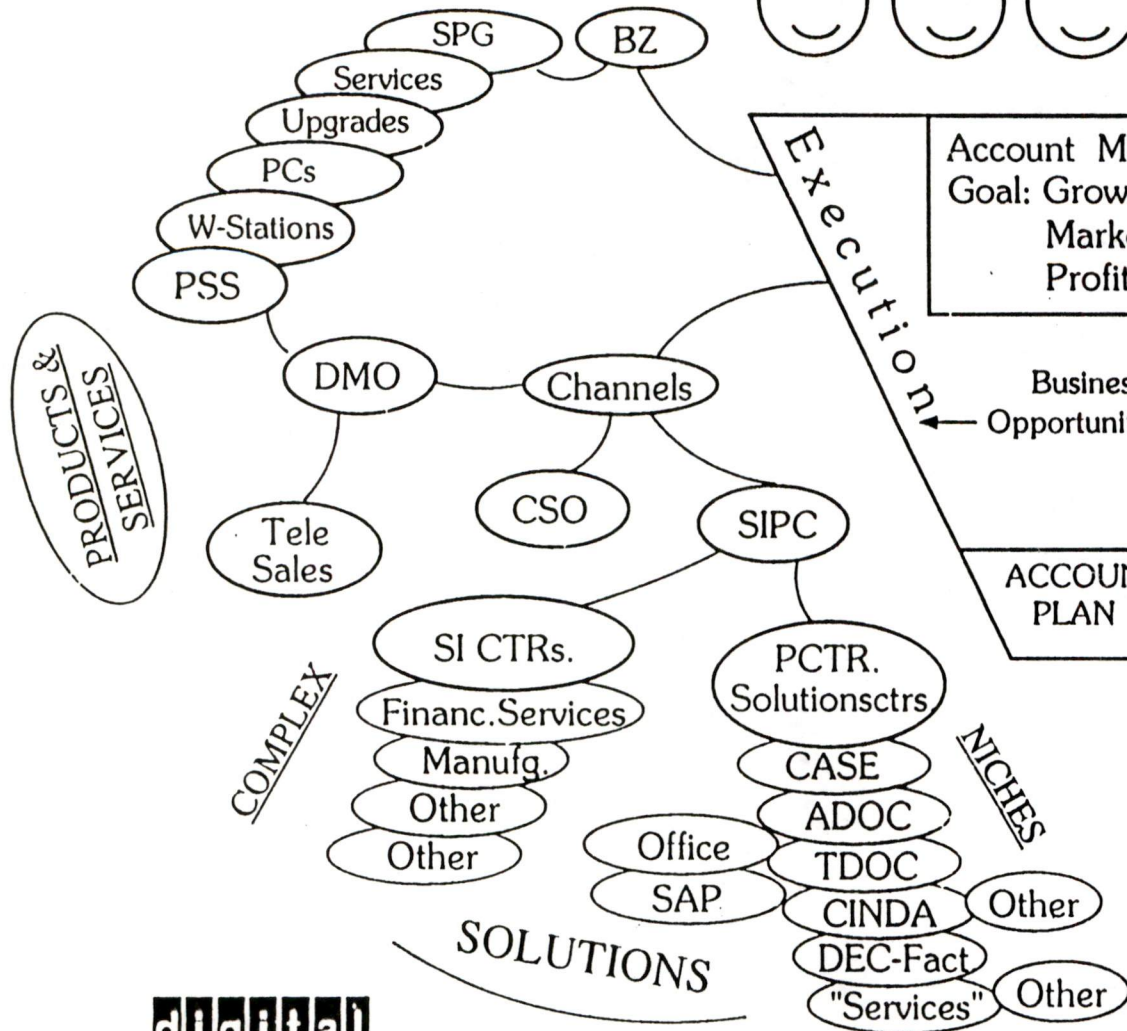 SPG
BZ
Services
Upgrades
PCs
W-Stations
PSS
PRODUCTS &
SERVICES
DMO
Channels
Tele
Sales
CSO
SIPC
Execution
Account M
Goal: Grow
Marke
Profit
Busines
Opportuni
ACCOUN
PLAN
COMPLEX
SI CTRs.
Financ.Services
Manufg.
Other
Other
PCTR.
Solutionsctrs
NICHES
CASE
ADOC
Office
TDOC
SAP
CINDA
Other
DEC-Fact
"Services"
Other
SOLUTIONS
digital